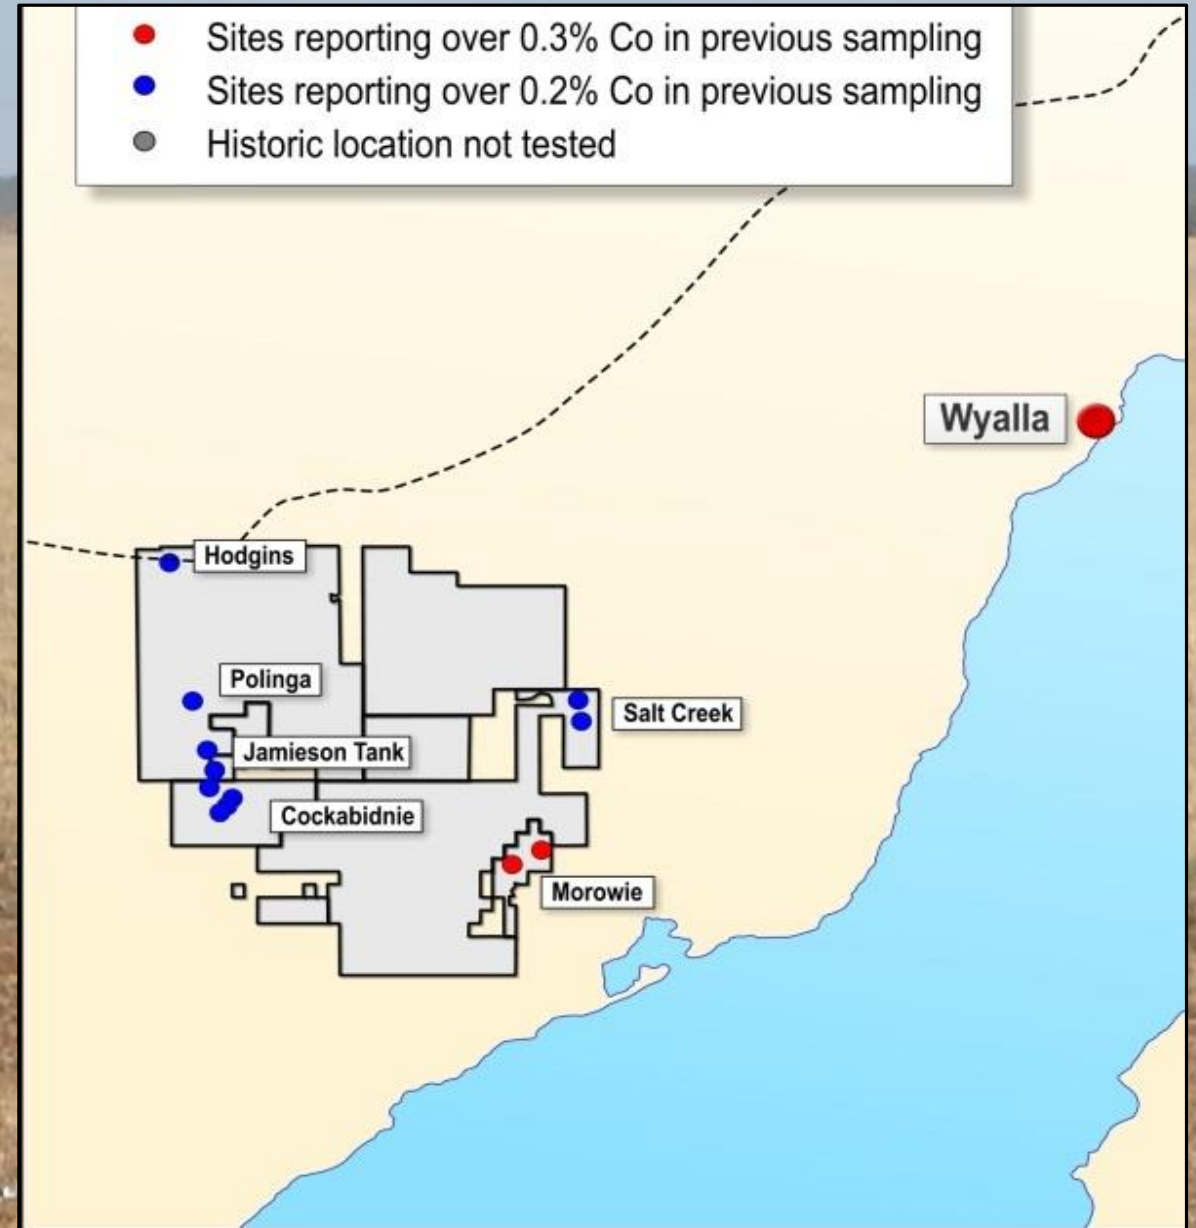 Sites reporting over 0.3% Co in previous sampling
Sites reporting over 0.2% Co in previous sampling
Historic location not tested
Wyalla
Hodgins
Polinga
Salt Creek
Jamieson Tank
Cockabidnie
Morowie